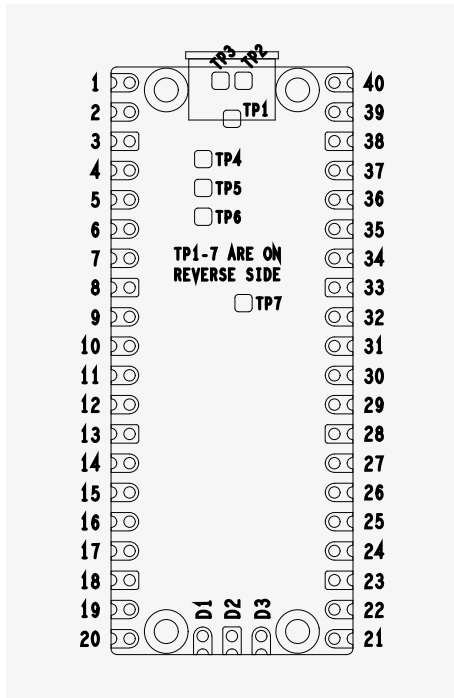 TP3 TP2
1 40
TP1
2 39
3 38
TP4
4 37
TP5
5 36
TP6
6 35
TP1-7 ARE ON
7 34
REVERSE SIDE
8 33
TP7
9 32
10 31
11 30
12 29
13 28
14 27
15 26
16 25
17 24
18 23
19 D1 D2 D3 22
20 21